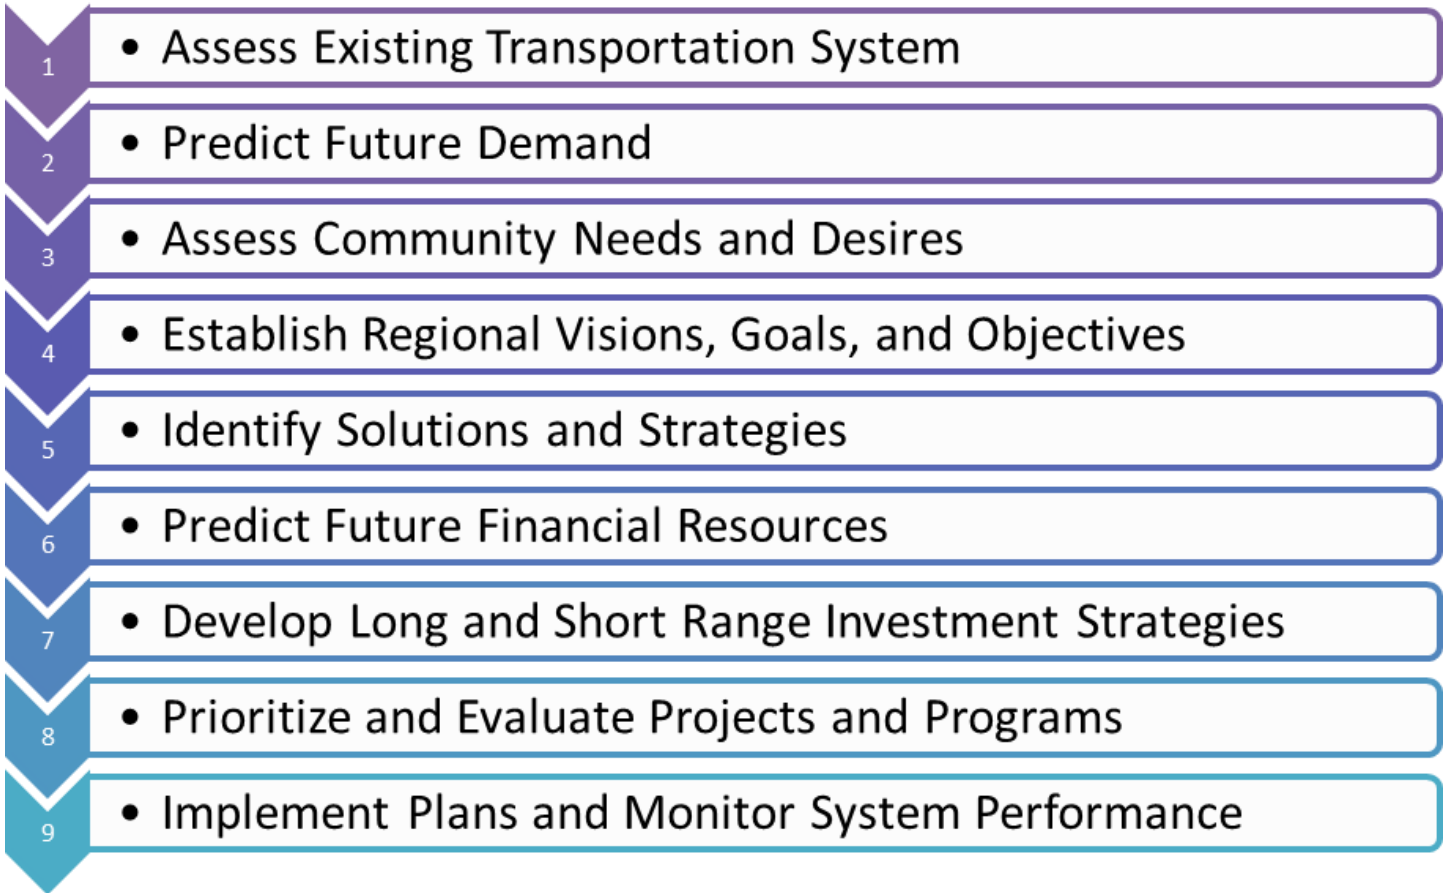 1 • Assess Existing Transportation System
2 • Predict Future Demand
3 • Assess Community Needs and Desires
4 • Establish Regional Visions, Goals, and Objectives
5 • Identify Solutions and Strategies
6 • Predict Future Financial Resources
7 • Develop Long and Short Range Investment Strategies
8 • Prioritize and Evaluate Projects and Programs
9 • Implement Plans and Monitor System Performance